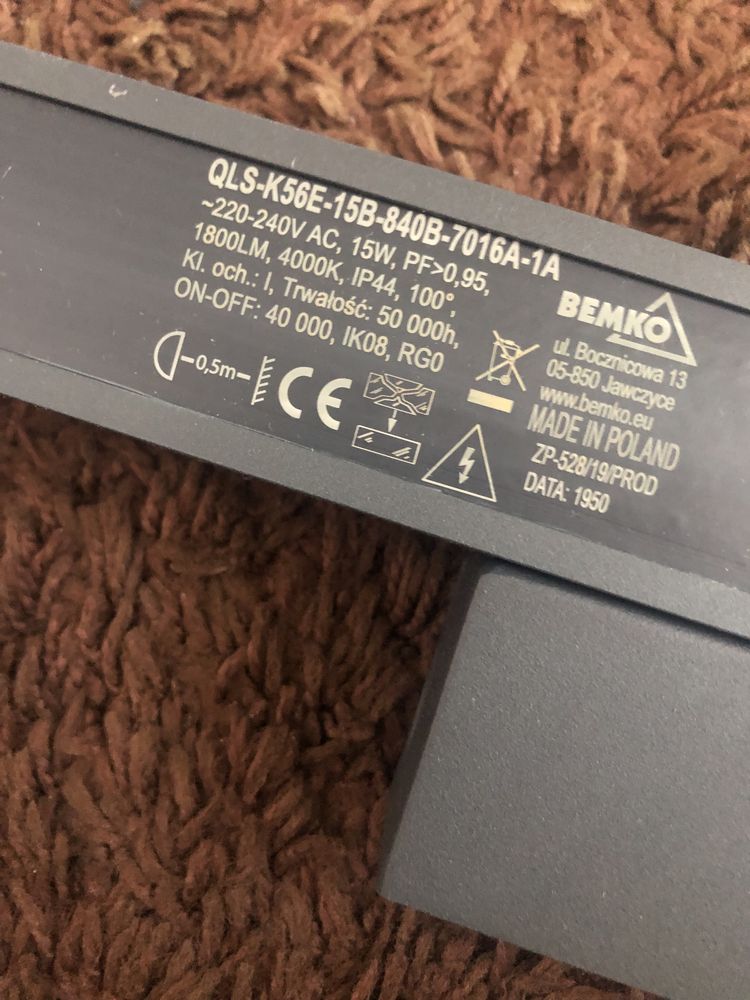 QLS-K56E-15B-840B-7016A-1A
~220-240V AC, 15W, PF>0,95,
1800LM, 4000K, IP44, 100°,
Kl. och.: I, Trwałość: 50 000h,
ON-OFF: 40 000, IK08, RG0
0,5m
CE
BEMKO
ul. Bocznicowa 13
05-850 Jawczyce
www.bemko.eu
MADE IN POLAND
ZP-528/19/PROD
DATA: 1950